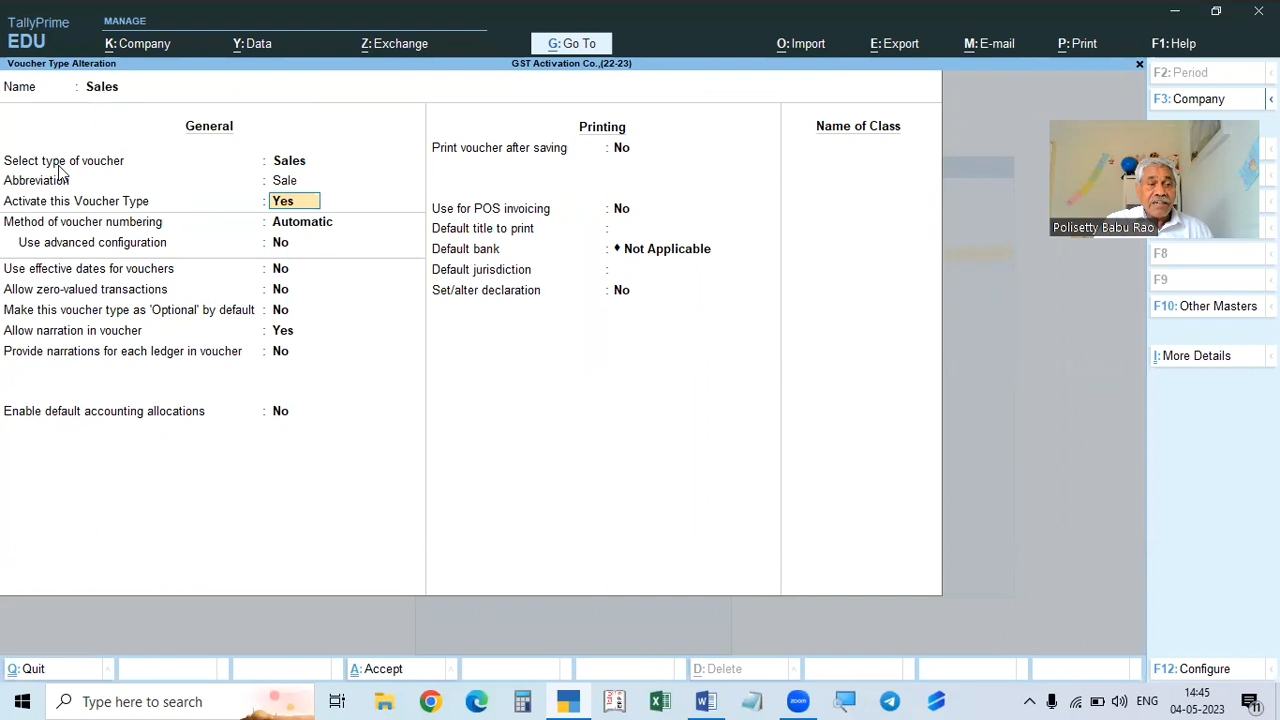 TallyPrime
EDU
MANAGE
K: Company
Y: Data
Z: Exchange
G: Go To
O: Import
E: Export
M: E-mail
P: Print
F1: Help
Voucher Type Alteration
GST Activation Co.,(22-23)
Name : Sales
General
Select type of voucher : Sales
Abbreviation : Sale
Activate this Voucher Type : Yes
Method of voucher numbering : Automatic
Use advanced configuration : No
Use effective dates for vouchers : No
Allow zero-valued transactions : No
Make this voucher type as 'Optional' by default : No
Allow narration in voucher : Yes
Provide narrations for each ledger in voucher : No
Enable default accounting allocations : No
Printing
Print voucher after saving : No
Use for POS invoicing : No
Default title to print :
Default bank : ♦ Not Applicable
Default jurisdiction :
Set/alter declaration : No
Name of Class
F2: Period
F3: Company
Polisetty Babu Rao
F8
F9
F10: Other Masters
I: More Details
F12: Configure
Q: Quit
A: Accept
D: Delete
Type here to search
zoom
ENG
14:45
04-05-2023
11